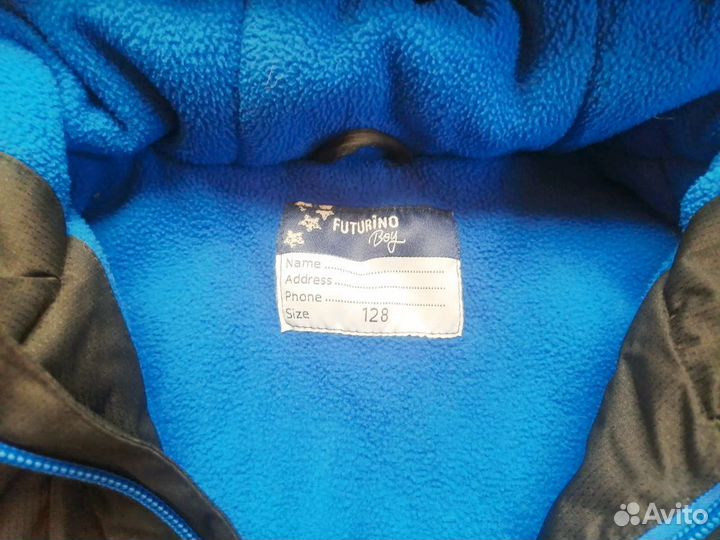 FUTURINO
Boy
Name ........................
Address ........................
Phone ........................
Size 128
Avito